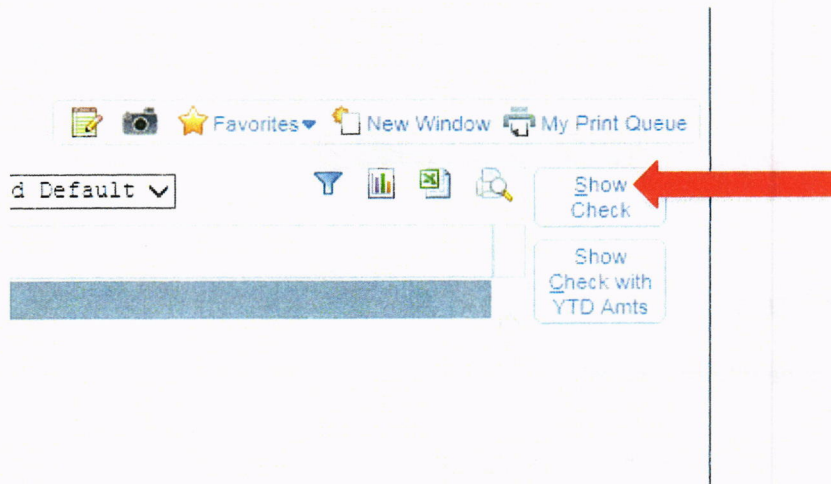 Favorites New Window My Print Queue
d Default
Show
Check
Show
Check with
YTD Amts